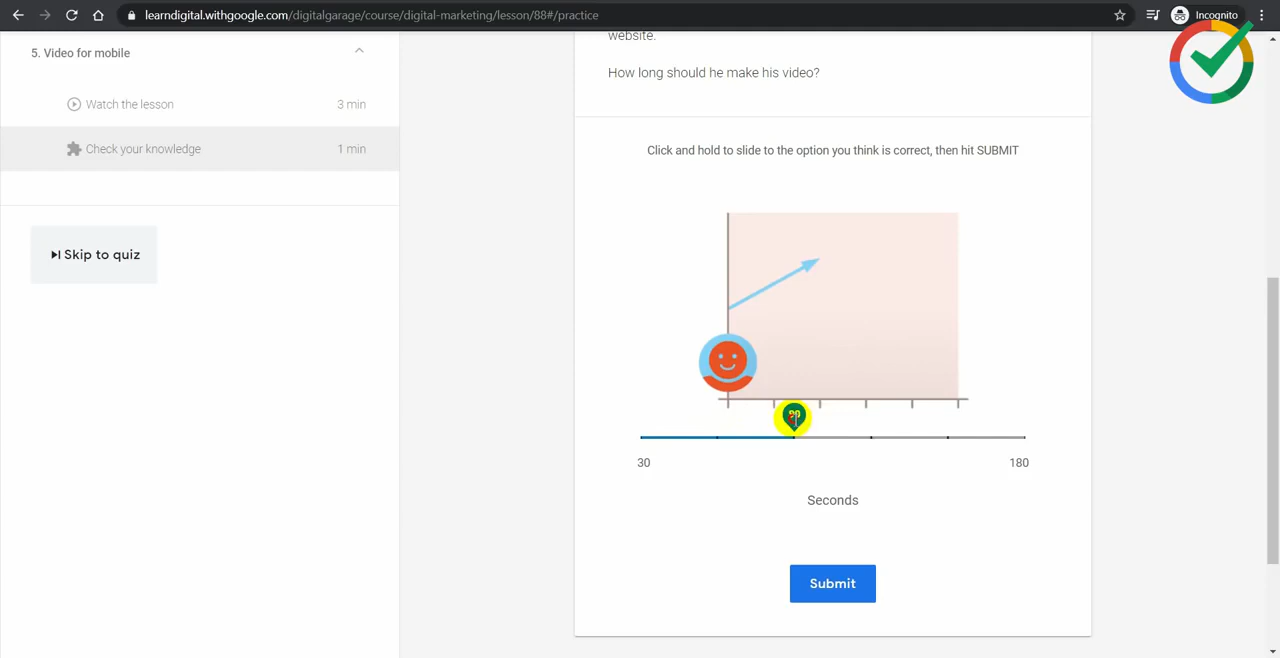 learndigital.withgoogle.com/digitalgarage/course/digital-marketing/lesson/88#/practice
Incognito
5. Video for mobile
Watch the lesson 3 min
Check your knowledge 1 min
Skip to quiz
website.
How long should he make his video?
Click and hold to slide to the option you think is correct, then hit SUBMIT
30 180
Seconds
Submit